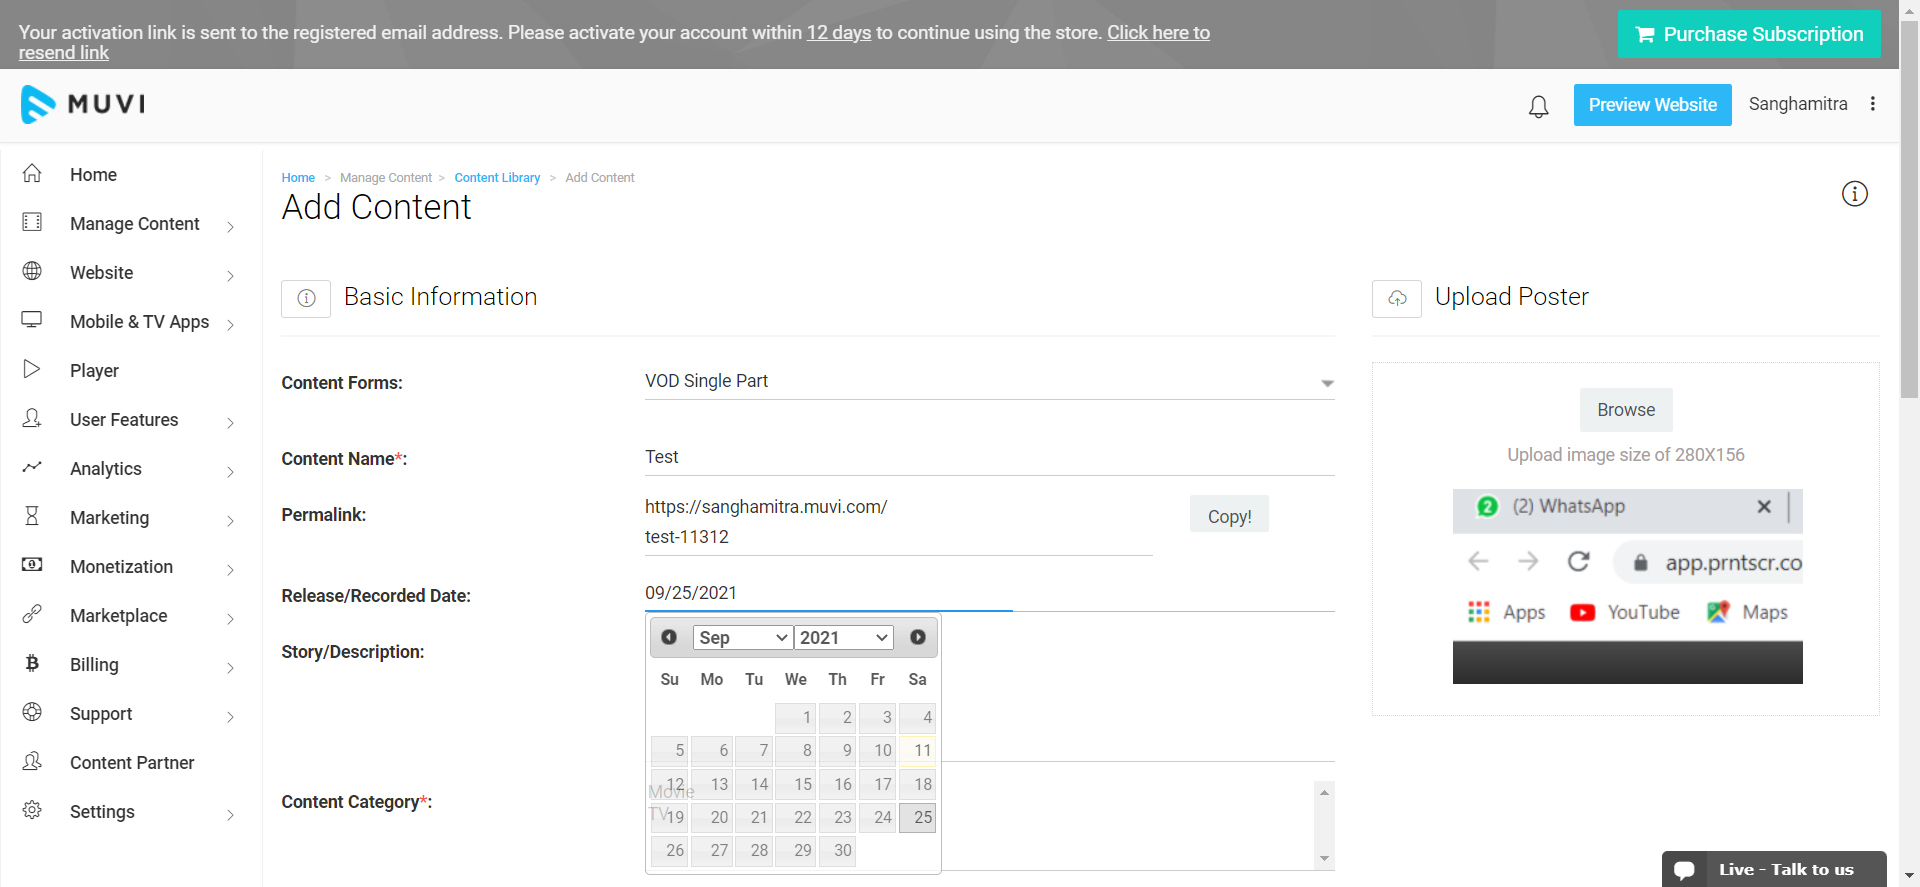 Your activation link is sent to the registered email address. Please activate your account within 12 days to continue using the store. Click here to
resend link
Purchase Subscription
MUVI
Preview Website
Sanghamitra
Home
Manage Content
Website
Mobile & TV Apps
Player
User Features
Analytics
Marketing
Monetization
Marketplace
Billing
Support
Content Partner
Settings
Home > Manage Content > Content Library > Add Content
Add Content
Basic Information
Content Forms: VOD Single Part
Content Name*: Test
Permalink: https://sanghamitra.muvi.com/
test-11312
Copy!
Release/Recorded Date: 09/25/2021
Sep 2021
Su Mo Tu We Th Fr Sa
1 2 3 4
5 6 7 8 9 10 11
12 13 14 15 16 17 18
19 20 21 22 23 24 25
26 27 28 29 30
Story/Description:
Content Category*:
Movie
TV
Upload Poster
Browse
Upload image size of 280X156
2 (2) WhatsApp
app.prntscr.co
Apps YouTube Maps
Live - Talk to us